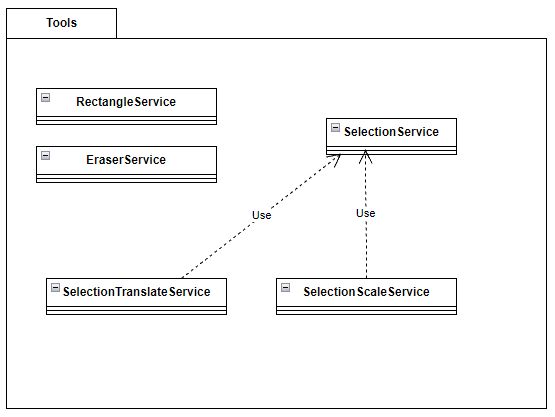 Tools
RectangleService
SelectionService
EraserService
Use
Use
SelectionTranslateService
SelectionScaleService